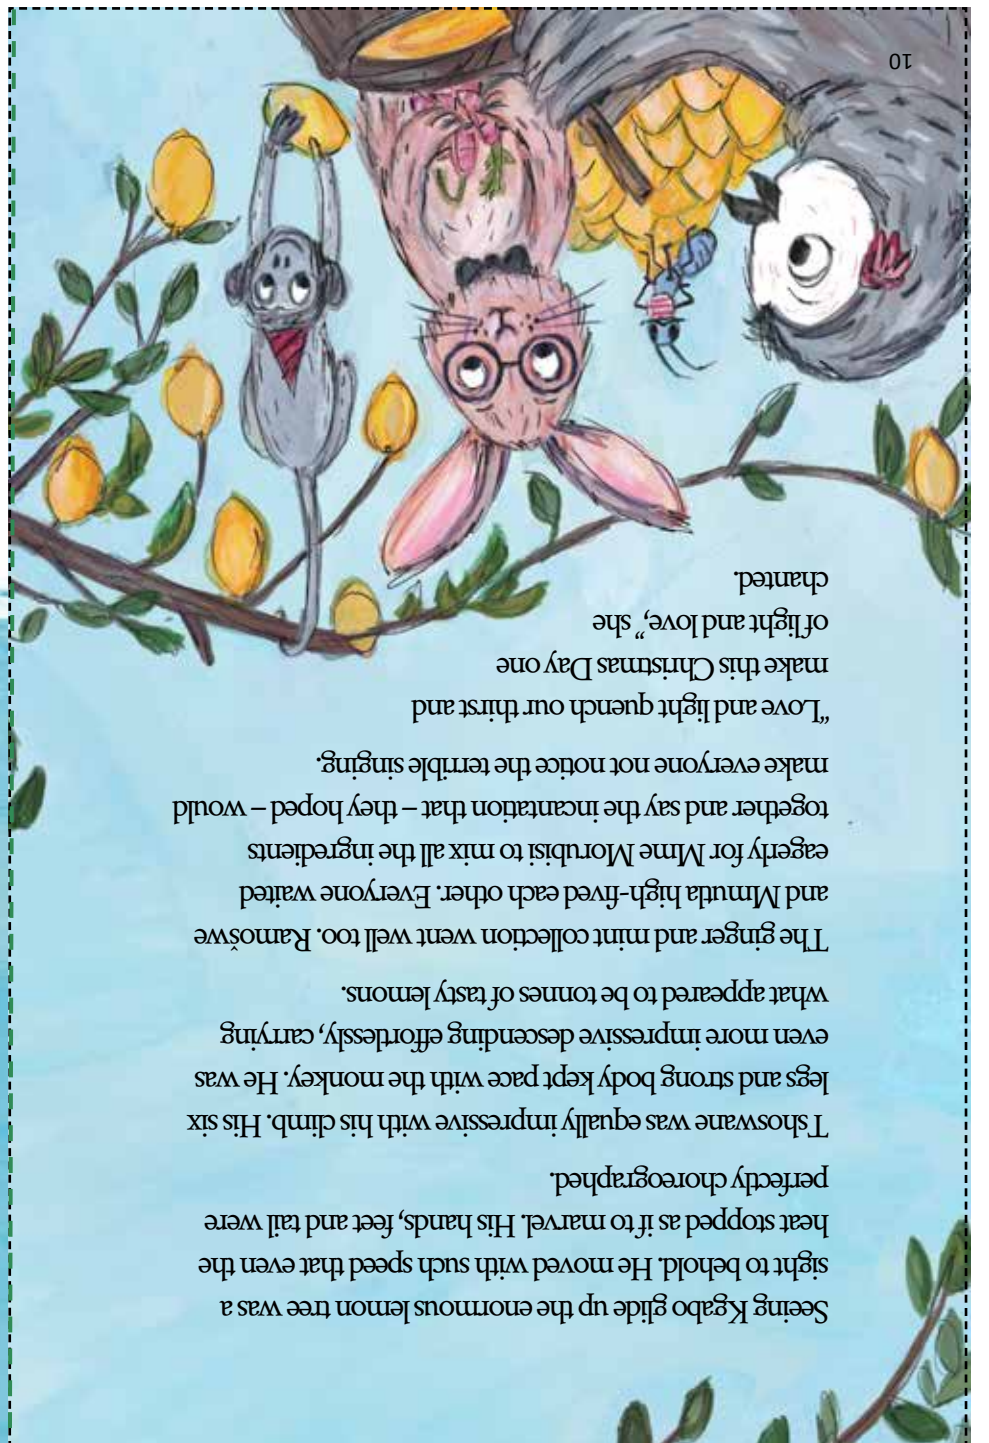 Seeing Kgabo glide up the enormous lemon tree was a
sight to behold. He moved with such speed that even the
heat stopped as if to marvel. His hands, feet and tail were
perfectly choreographed.
Tshoswane was equally impressive with his climb. His six
legs and strong body kept pace with the monkey. He was
even more impressive descending effortlessly, carrying
what appeared to be tonnes of tasty lemons.
The ginger and mint collection went well too. Ramošwe
and Mmutla high-fived each other. Everyone waited
eagerly for Mme Morubisi to mix all the ingredients
together and say the incantation that – they hoped – would
make everyone not notice the terrible singing.
“Love and light quench our thirst and
make this Christmas Day one
of light and love,” she
chanted.
10